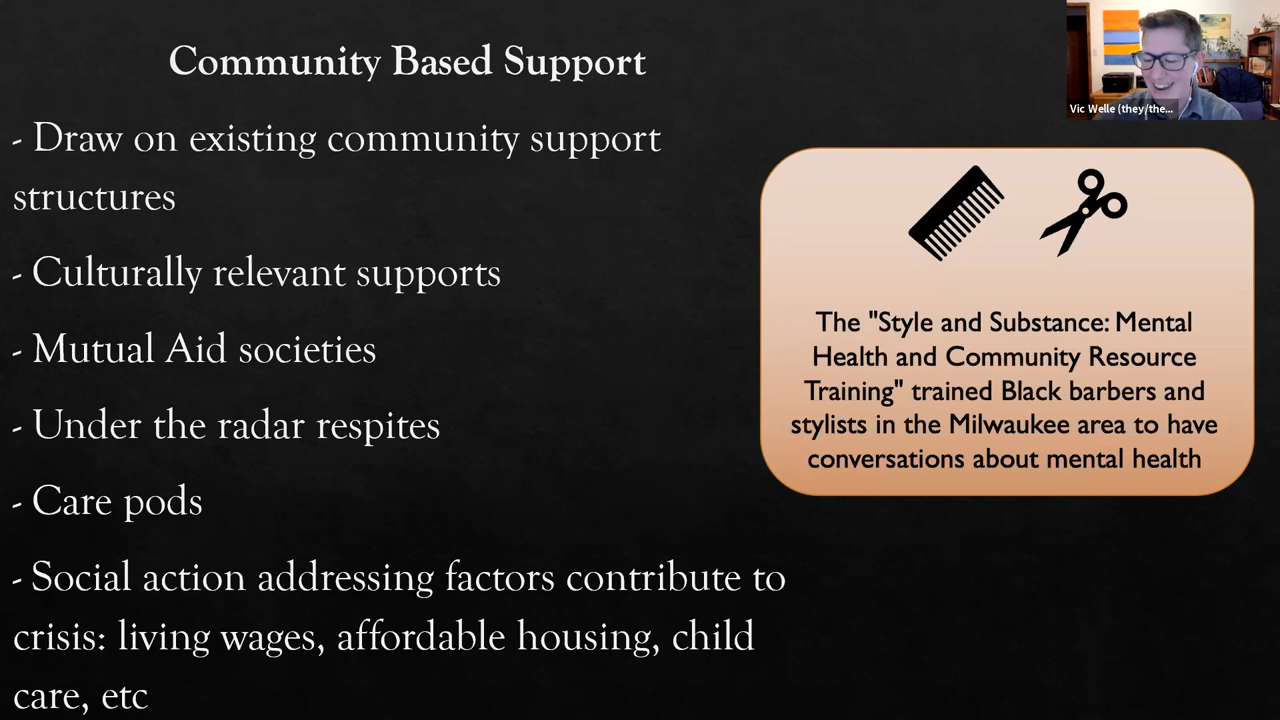 Community Based Support
- Draw on existing community support
structures
- Culturally relevant supports
- Mutual Aid societies
- Under the radar respites
- Care pods
- Social action addressing factors contribute to
crisis: living wages, affordable housing, child
care, etc
Vic Welle (they/the...
The "Style and Substance: Mental
Health and Community Resource
Training" trained Black barbers and
stylists in the Milwaukee area to have
conversations about mental health